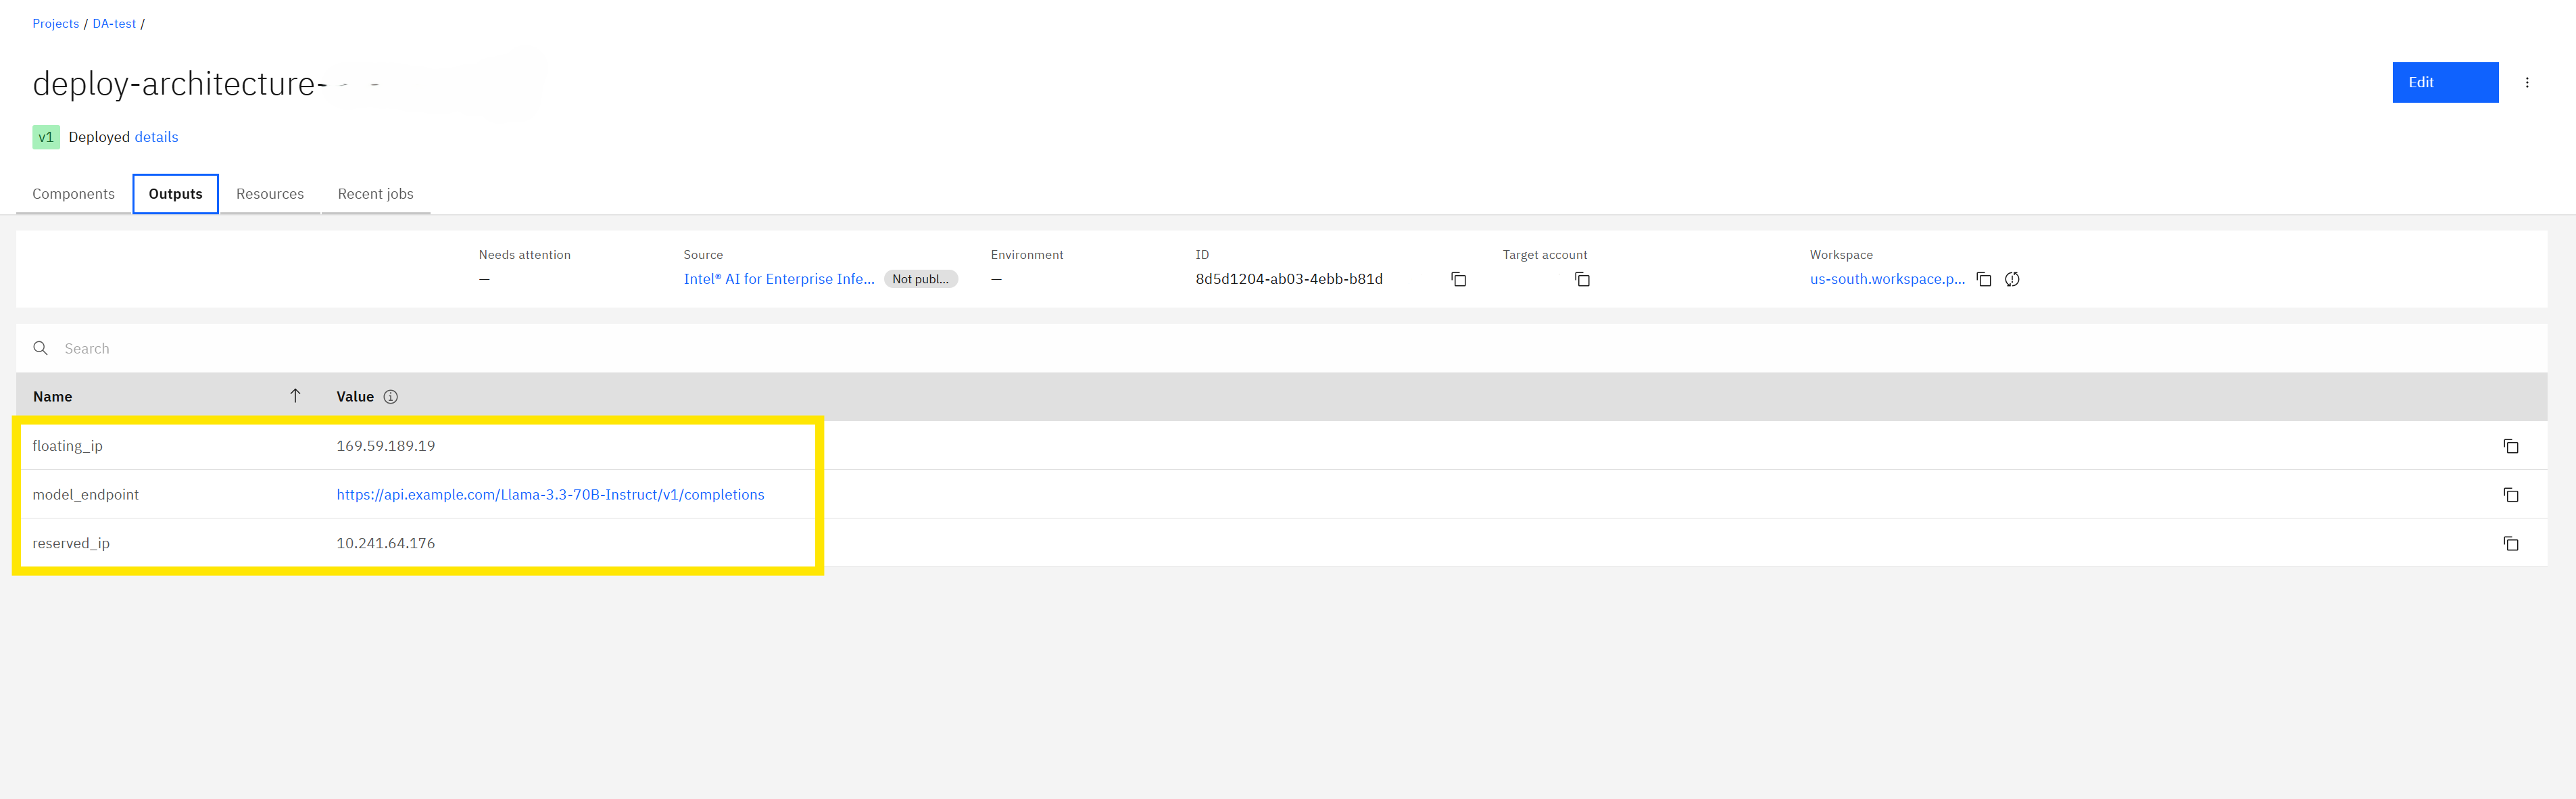 Projects / DA-test /
deploy-architecture-
Edit
v1 Deployed details
Components Outputs Resources Recent jobs
Needs attention Source Environment ID Target account Workspace
— Intel® AI for Enterprise Infe... Not publ... — 8d5d1204-ab03-4ebb-b81d us-south.workspace.p...
Search
Name Value
floating_ip 169.59.189.19
model_endpoint https://api.example.com/Llama-3.3-70B-Instruct/v1/completions
reserved_ip 10.241.64.176